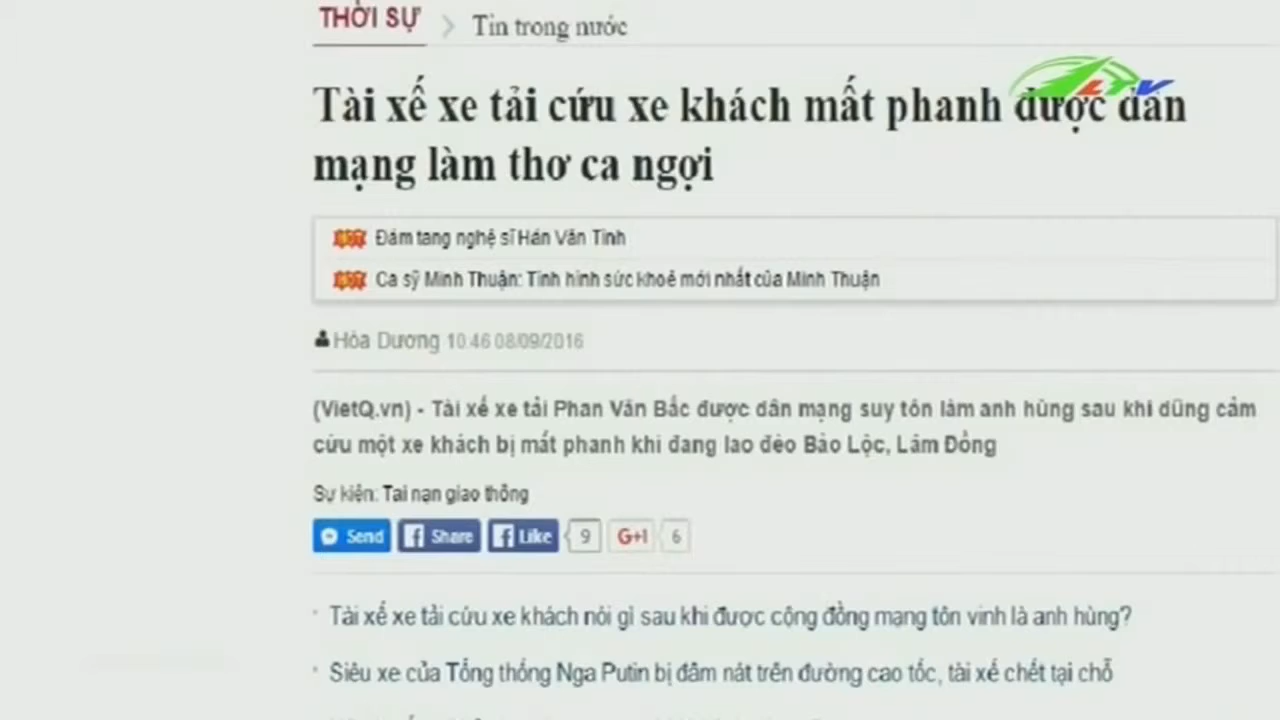 THỜI SỰ > Tin trong nước
LTV
Tài xế xe tải cứu xe khách mất phanh được dân
mạng làm thơ ca ngợi
Đám tang nghệ sĩ Hán Văn Tình
Ca sỹ Minh Thuận: Tình hình sức khoẻ mới nhất của Minh Thuận
Hòa Dương 10:46 08/09/2016
(VietQ.vn) - Tài xế xe tải Phan Văn Bắc được dân mạng suy tôn làm anh hùng sau khi dũng cảm
cứu một xe khách bị mất phanh khi đang lao đèo Bảo Lộc, Lâm Đồng
Sự kiện: Tai nạn giao thông
Send Share Like 9 G+1 6
Tài xế xe tải cứu xe khách nói gì sau khi được cộng đồng mạng tôn vinh là anh hùng?
Siêu xe của Tổng thống Nga Putin bị đâm nát trên đường cao tốc, tài xế chết tại chỗ